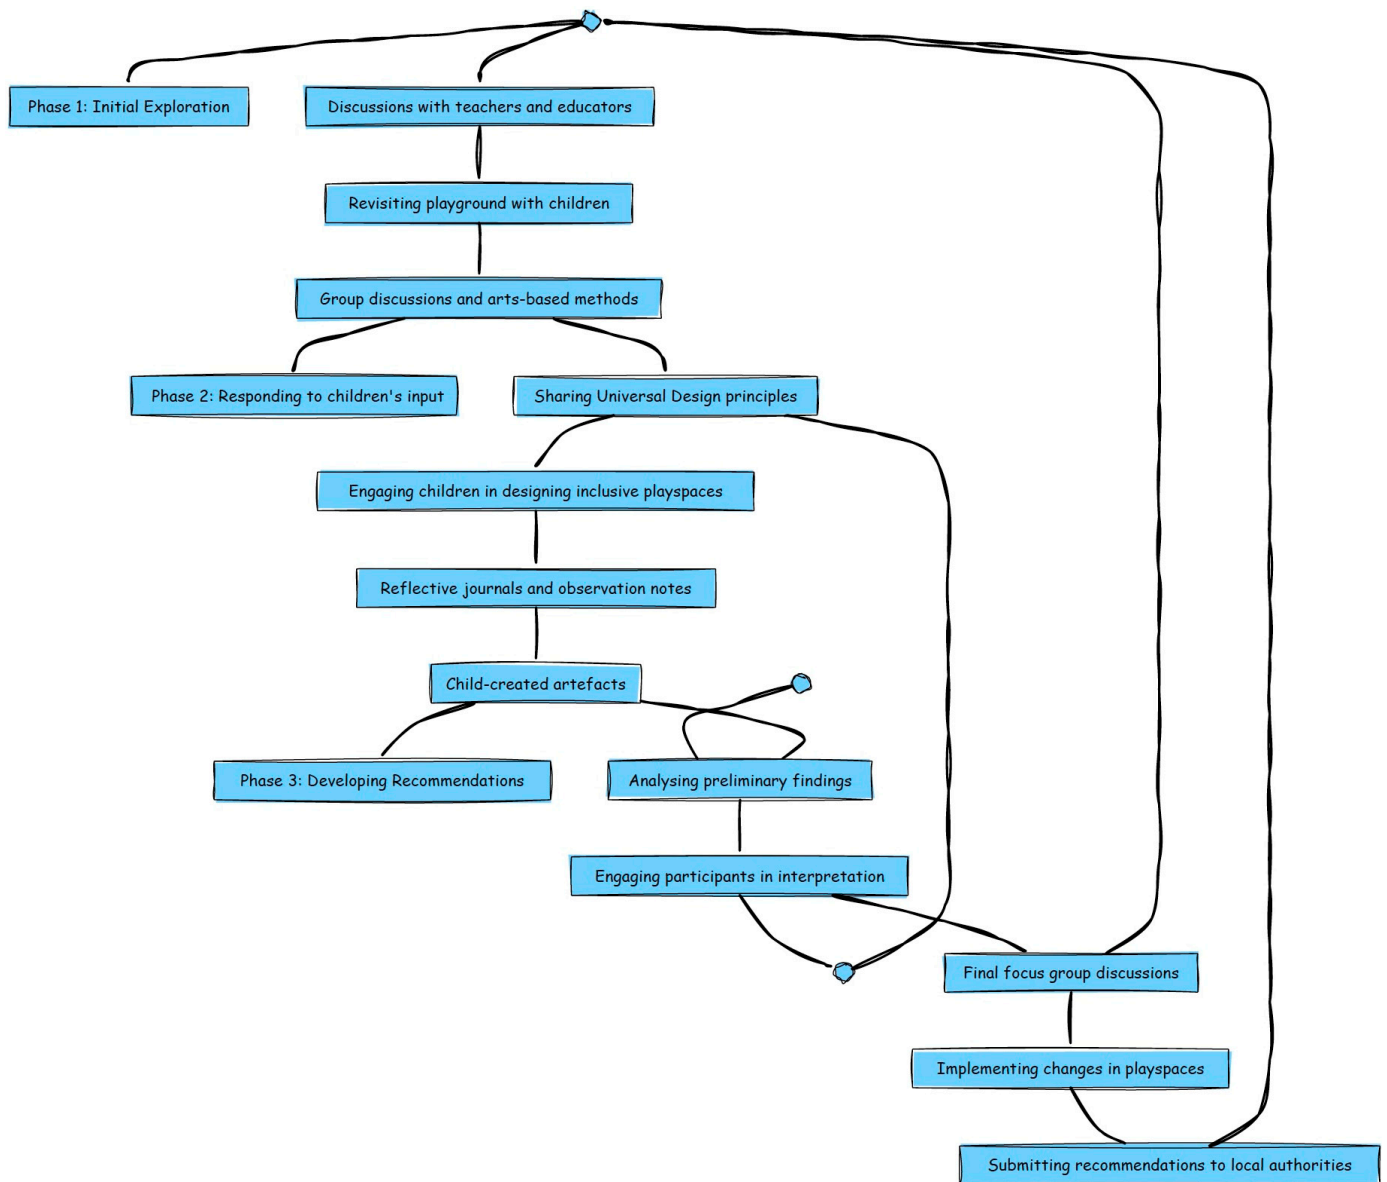 Phase 1: Initial Exploration
Discussions with teachers and educators
Revisiting playground with children
Group discussions and arts-based methods
Phase 2: Responding to children's input
Sharing Universal Design principles
Engaging children in designing inclusive playspaces
Reflective journals and observation notes
Child-created artefacts
Phase 3: Developing Recommendations
Analysing preliminary findings
Engaging participants in interpretation
Final focus group discussions
Implementing changes in playspaces
Submitting recommendations to local authorities